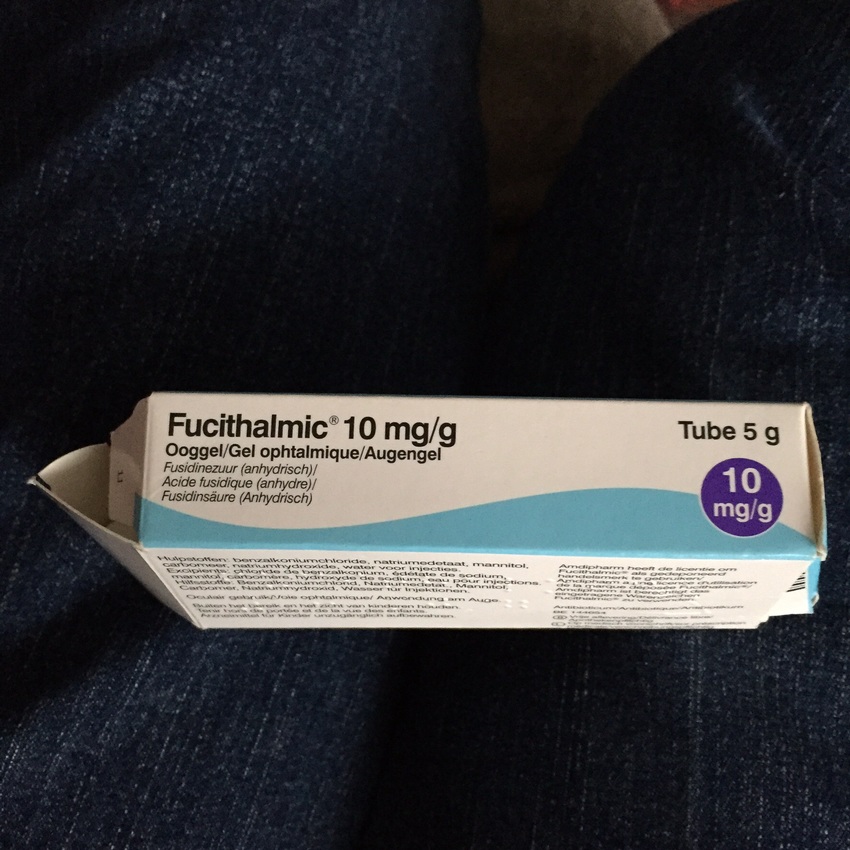 Fucithalmic® 10 mg/g
Tube 5 g
Ooggel/Gel ophtalmique/Augengel
Fusidinezuur (anhydrisch)/
Acide fusidique (anhydre)/
Fusidinsäure (Anhydrisch)
10
mg/g
Hulpstoffen: benzalkoniumchloride, natriumedetaat, mannitol,
carbomeer, natriumhydroxide, water voor injecties.
Excipients: chloride de benzalkonium, édétate de sodium,
mannitol, carbomère, hydroxyde de sodium, eau pour injections.
Hilfsstoffe: Benzalkoniumchlorid, Natriumedetat, Mannitol,
Carbomer, Natriumhydroxid, Wasser für Injektionen.
Oculair gebruik/Voie ophtalmique/ Anwendung am Auge.
Buiten het bereik en het zicht van kinderen houden.
Tenir hors de portée et de la vue des enfants.
Arzneimittel für Kinder unzugänglich aufbewahren.
Amdipharm heeft de licentie om
Fucithalmic® als gedeponeerd
handelsmerk te gebruiken/
Amdipharm a une licence d'utilisation
de la marque déposée Fucithalmic®/
Amdipharm ist berechtigt das
eingetragene Warenzeichen
Fucithalmic® zu verwenden
Antibioticum/Antibiotique/Antibiotikum